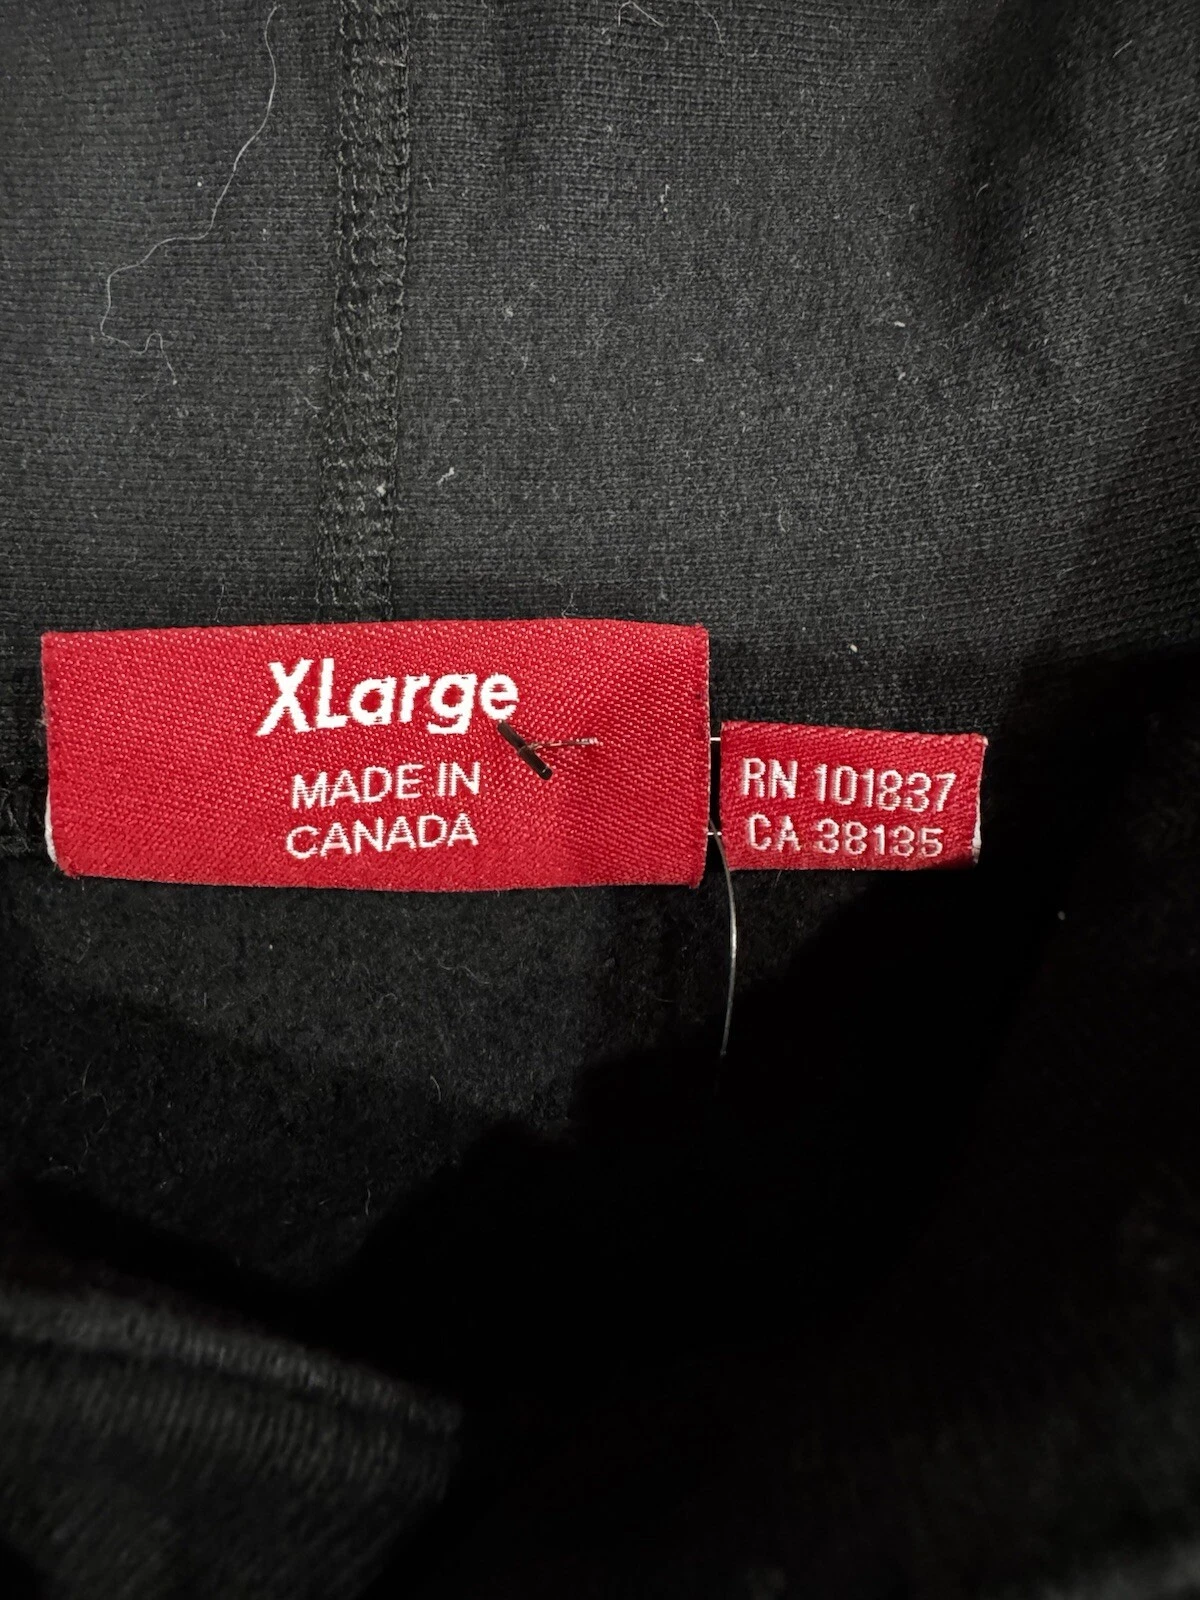 XLarge
MADE IN
CANADA
RN 101837
CA 38135